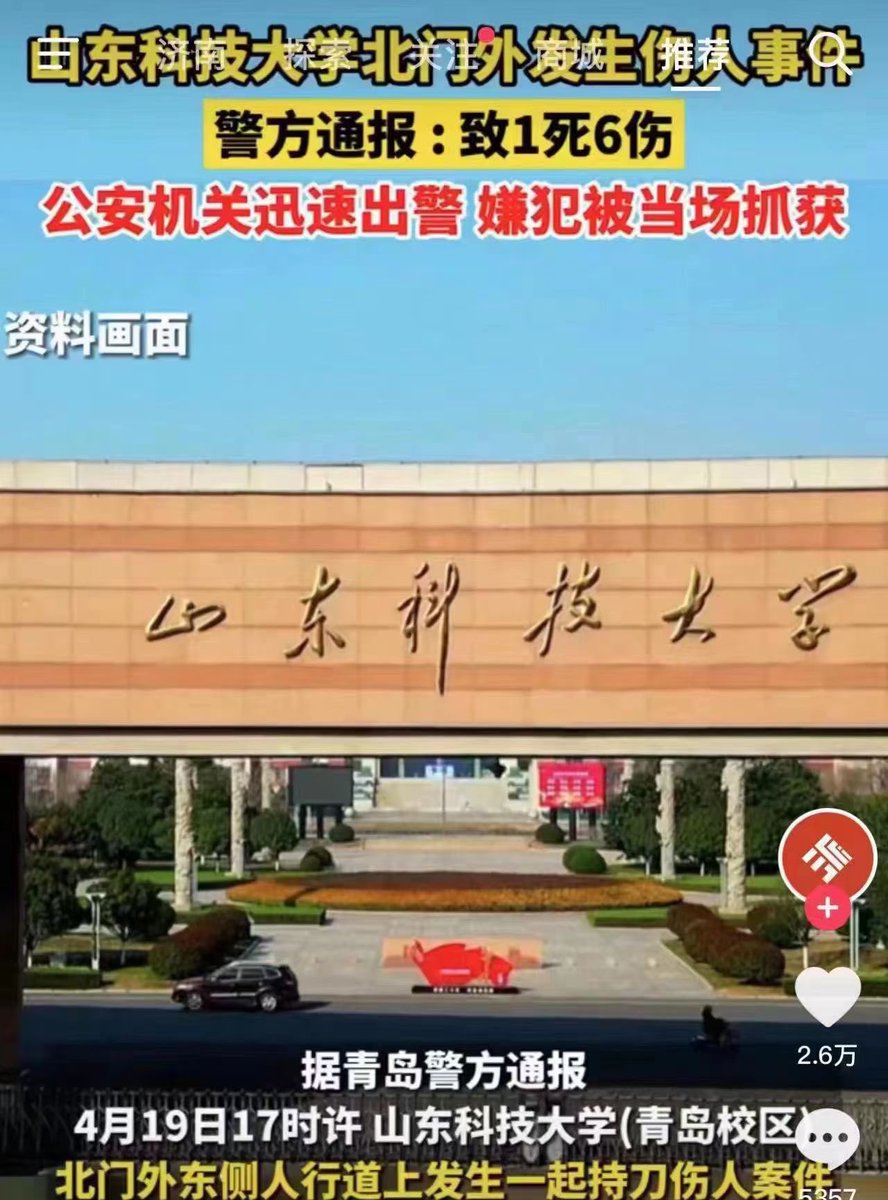 山东科技大学北门外发生伤人事件
济南 探索 关注 商城 推荐
警方通报：致1死6伤
公安机关迅速出警 嫌犯被当场抓获
资料画面
山东科技大学
2.6万
据青岛警方通报
4月19日17时许 山东科技大学(青岛校区)
北门外东侧人行道上发生一起持刀伤人案件
5357